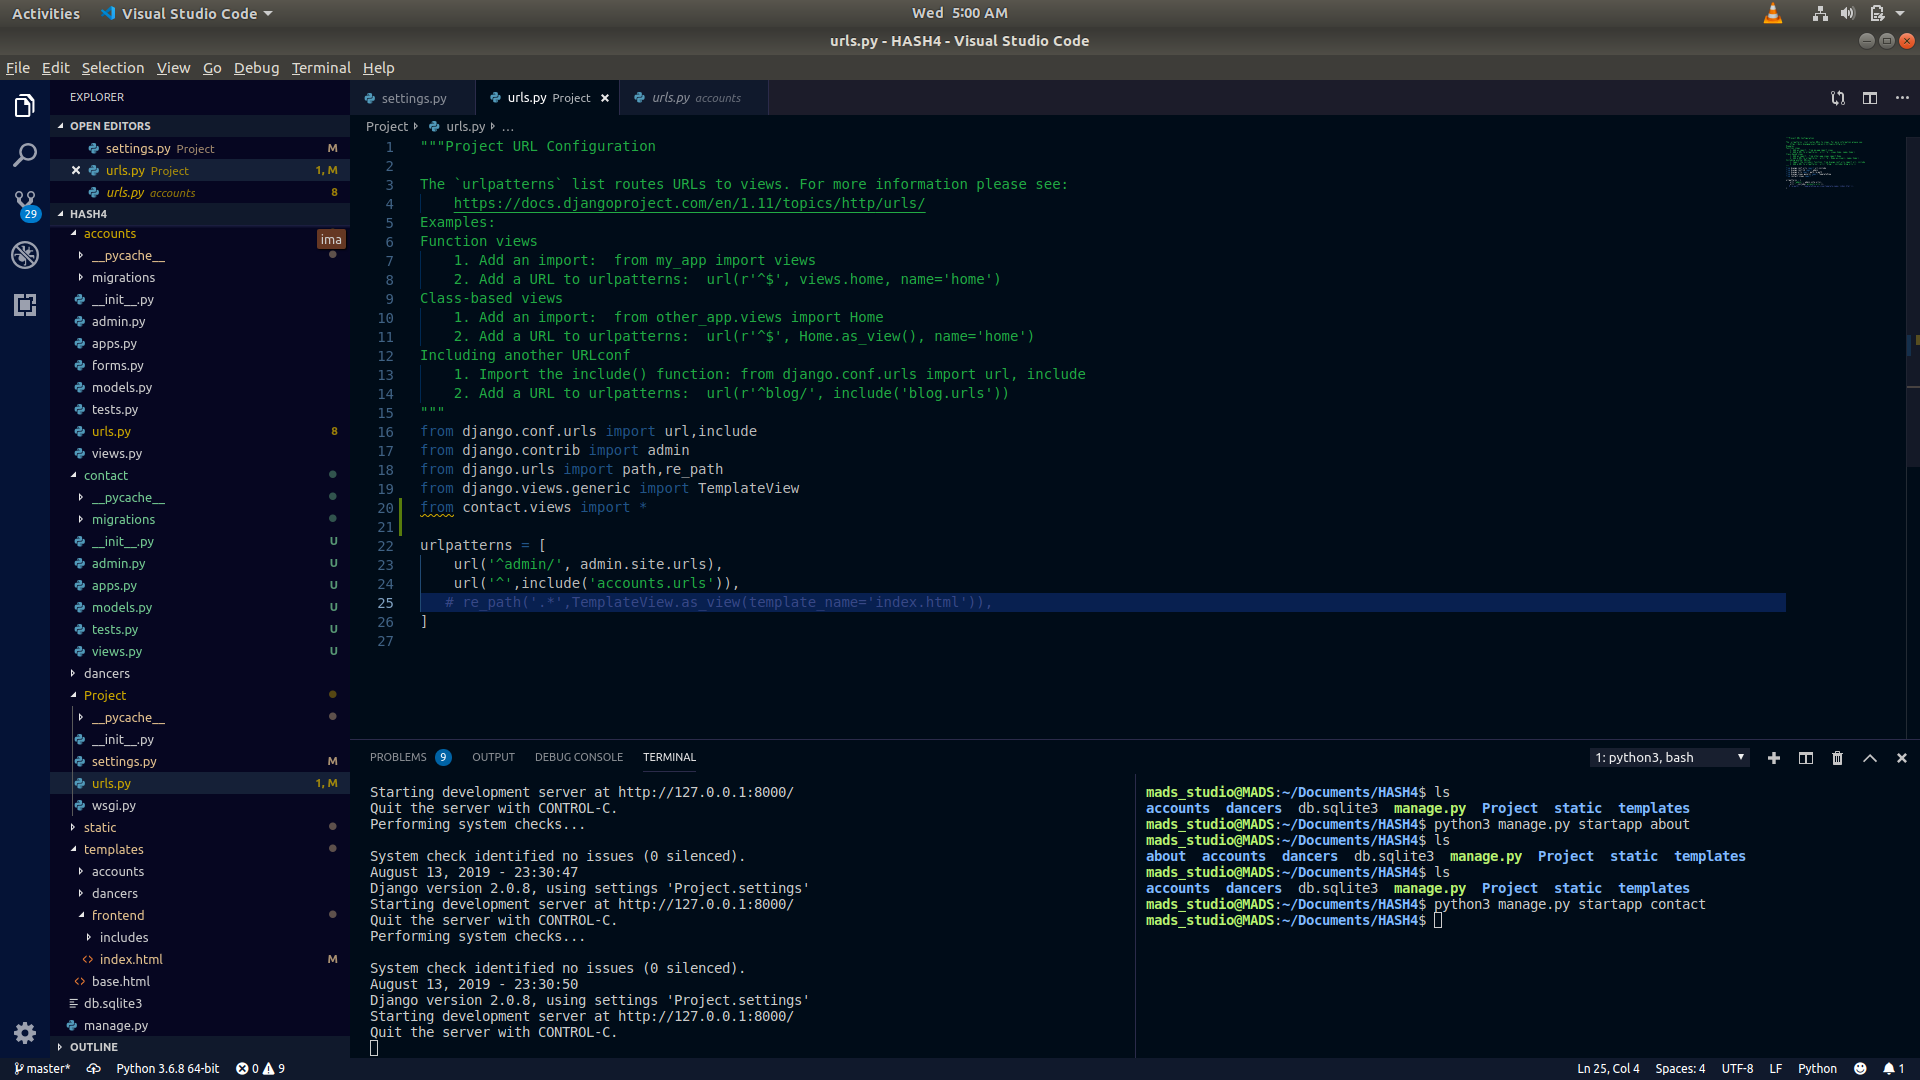 Activities Visual Studio Code Wed 5:00 AM
urls.py - HASH4 - Visual Studio Code
File Edit Selection View Go Debug Terminal Help
EXPLORER
OPEN EDITORS
settings.py Project M
urls.py Project 1, M
urls.py accounts 8
HASH4
accounts
ima
__pycache__
migrations
__init__.py
admin.py
apps.py
forms.py
models.py
tests.py
urls.py 8
views.py
contact
__pycache__
migrations
__init__.py U
admin.py U
apps.py U
models.py U
tests.py U
views.py U
dancers
Project
__pycache__
__init__.py
settings.py M
urls.py 1, M
wsgi.py
static
templates
accounts
dancers
frontend
includes
index.html M
base.html
db.sqlite3
manage.py
OUTLINE
29
settings.py urls.py Project urls.py accounts
Project urls.py ...
1 """Project URL Configuration
2
3 The `urlpatterns` list routes URLs to views. For more information please see:
4     https://docs.djangoproject.com/en/1.11/topics/http/urls/
5 Examples:
6 Function views
7     1. Add an import:  from my_app import views
8     2. Add a URL to urlpatterns:  url(r'^$', views.home, name='home')
9 Class-based views
10     1. Add an import:  from other_app.views import Home
11     2. Add a URL to urlpatterns:  url(r'^$', Home.as_view(), name='home')
12 Including another URLconf
13     1. Import the include() function: from django.conf.urls import url, include
14     2. Add a URL to urlpatterns:  url(r'^blog/', include('blog.urls'))
15 """
16 from django.conf.urls import url,include
17 from django.contrib import admin
18 from django.urls import path,re_path
19 from django.views.generic import TemplateView
20 from contact.views import *
21
22 urlpatterns = [
23     url('^admin/', admin.site.urls),
24     url('^',include('accounts.urls')),
25    # re_path('.*',TemplateView.as_view(template_name='index.html')),
26 ]
27
PROBLEMS 9 OUTPUT DEBUG CONSOLE TERMINAL 1: python3, bash
Starting development server at http://127.0.0.1:8000/
Quit the server with CONTROL-C.
Performing system checks...
System check identified no issues (0 silenced).
August 13, 2019 - 23:30:47
Django version 2.0.8, using settings 'Project.settings'
Starting development server at http://127.0.0.1:8000/
Quit the server with CONTROL-C.
Performing system checks...
System check identified no issues (0 silenced).
August 13, 2019 - 23:30:50
Django version 2.0.8, using settings 'Project.settings'
Starting development server at http://127.0.0.1:8000/
Quit the server with CONTROL-C.
mads_studio@MADS:~/Documents/HASH4$ ls
accounts  dancers  db.sqlite3  manage.py  Project  static  templates
mads_studio@MADS:~/Documents/HASH4$ python3 manage.py startapp about
mads_studio@MADS:~/Documents/HASH4$ ls
about  accounts  dancers  db.sqlite3  manage.py  Project  static  templates
mads_studio@MADS:~/Documents/HASH4$ ls
accounts  dancers  db.sqlite3  manage.py  Project  static  templates
mads_studio@MADS:~/Documents/HASH4$ python3 manage.py startapp contact
mads_studio@MADS:~/Documents/HASH4$
master* Python 3.6.8 64-bit 0 9 Ln 25, Col 4 Spaces: 4 UTF-8 LF Python 1